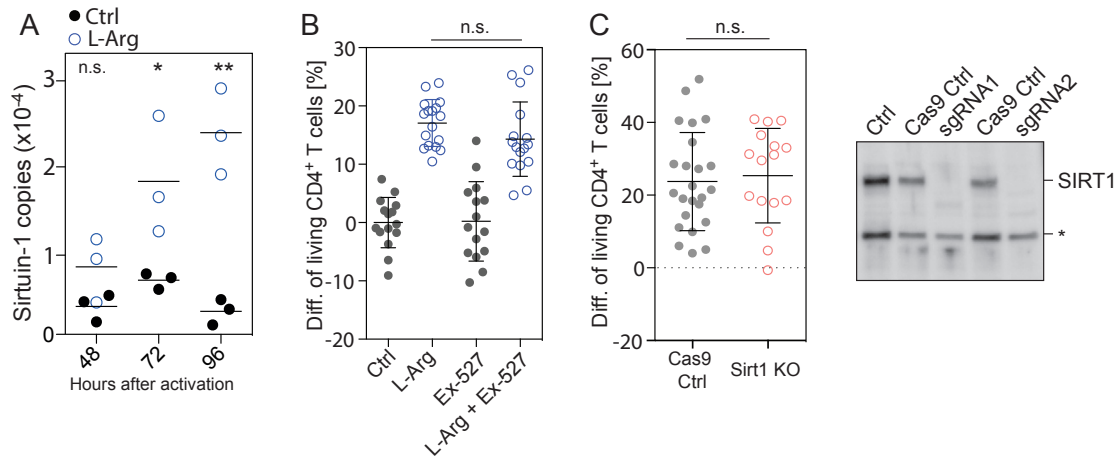 A
Ctrl
L-Arg
n.s.
*
**
Sirtuin-1 copies (x10-4)
3
2
1
0
48
72
96
Hours after activation
B
n.s.
Diff. of living CD4+ T cells [%]
30
20
10
0
-10
-20
Ctrl
L-Arg
Ex-527
L-Arg + Ex-527
C
n.s.
Diff. of living CD4+ T cells [%]
60
40
20
0
-20
Cas9
Ctrl
Sirt1 KO
Ctrl
Cas9 Ctrl
sgRNA1
Cas9 Ctrl
sgRNA2
SIRT1
*